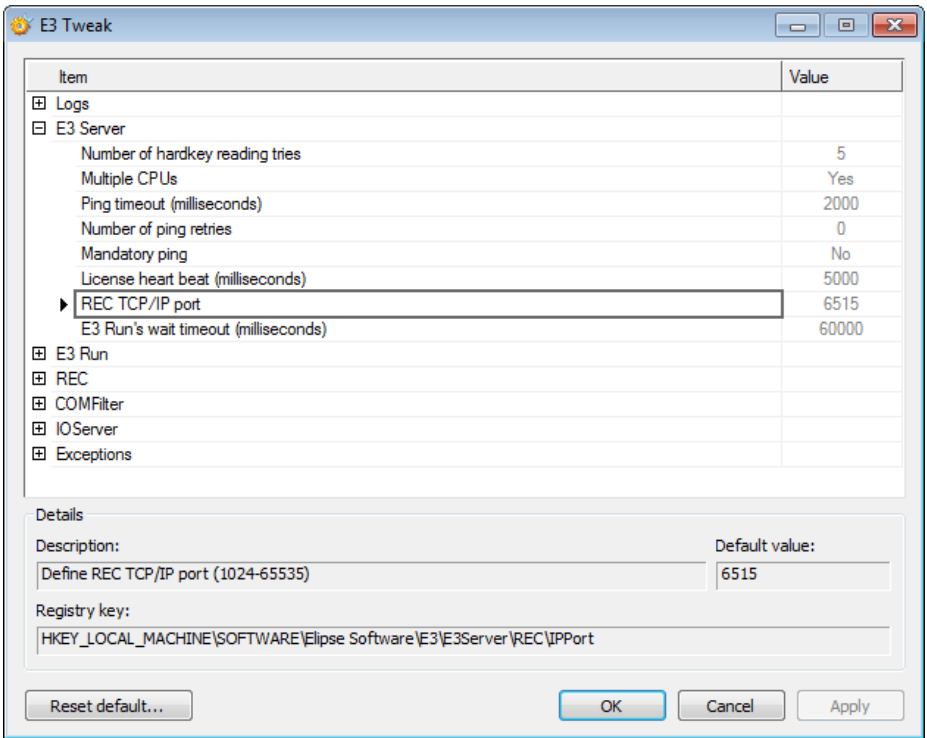 E3 Tweak
Item Value
Logs
E3 Server
Number of hardkey reading tries 5
Multiple CPUs Yes
Ping timeout (milliseconds) 2000
Number of ping retries 0
Mandatory ping No
License heart beat (milliseconds) 5000
REC TCP/IP port 6515
E3 Run's wait timeout (milliseconds) 60000
E3 Run
REC
COMFilter
IOServer
Exceptions
Details
Description: Default value:
Define REC TCP/IP port (1024-65535) 6515
Registry key:
HKEY_LOCAL_MACHINE\SOFTWARE\Elipse Software\E3\E3Server\REC\IPPort
Reset default... OK Cancel Apply